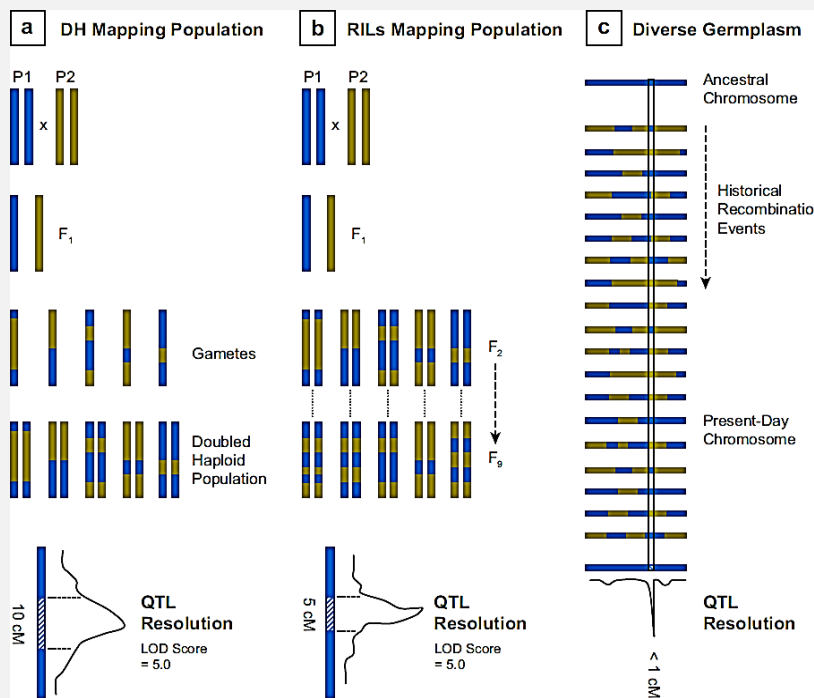 a DH Mapping Population
P1 P2
x
F1
Gametes
Doubled
Haploid
Population
10 cM
QTL
Resolution
LOD Score
= 5.0
b RILs Mapping Population
P1 P2
x
F1
F2
F9
5 cM
QTL
Resolution
LOD Score
= 5.0
c Diverse Germplasm
Ancestral
Chromosome
Historical
Recombinatio
Events
Present-Day
Chromosome
QTL
Resolution
< 1 cM